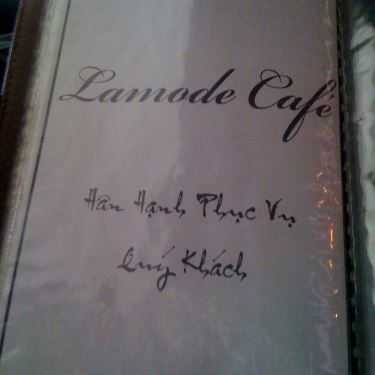 Lamode Café
Hân Hạnh Phục Vụ
Quý Khách